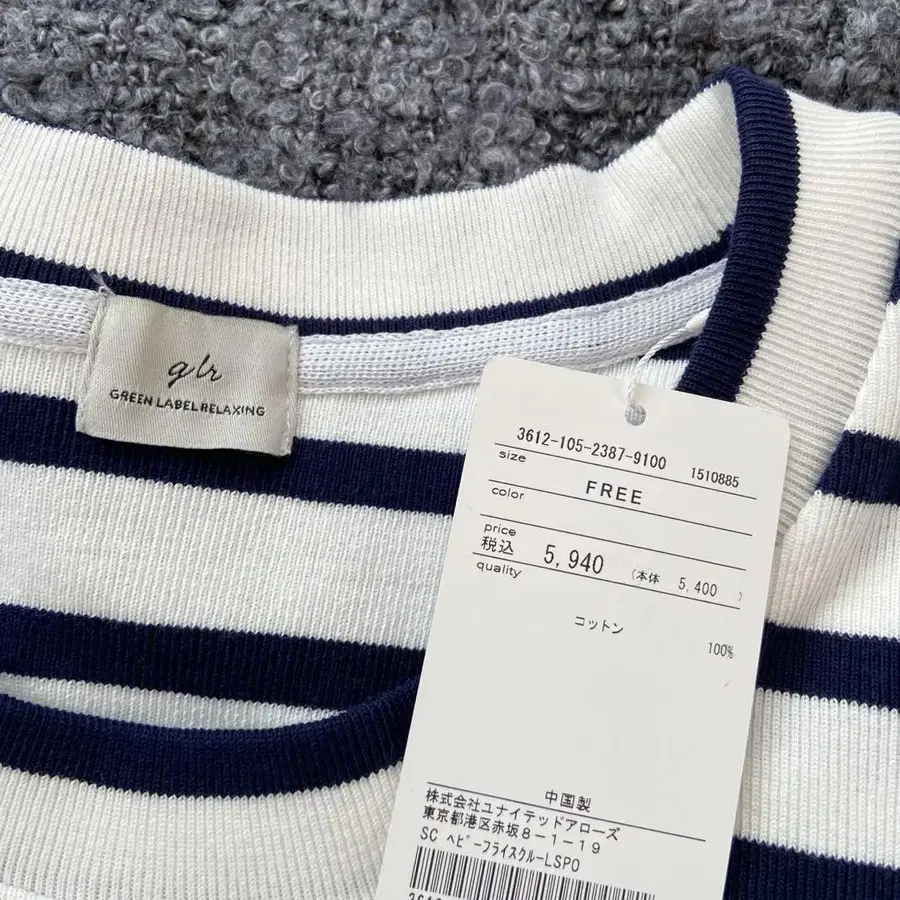 glr
GREEN LABEL RELAXING
3612-105-2387-9100 1510885
size
FREE
color
price
税込 5,940 (本体 5,400 )
quality
コットン 100%
中国製
株式会社ユナイテッドアローズ
東京都港区赤坂8-1-19
SC ヘビーフライスクルーLSPO